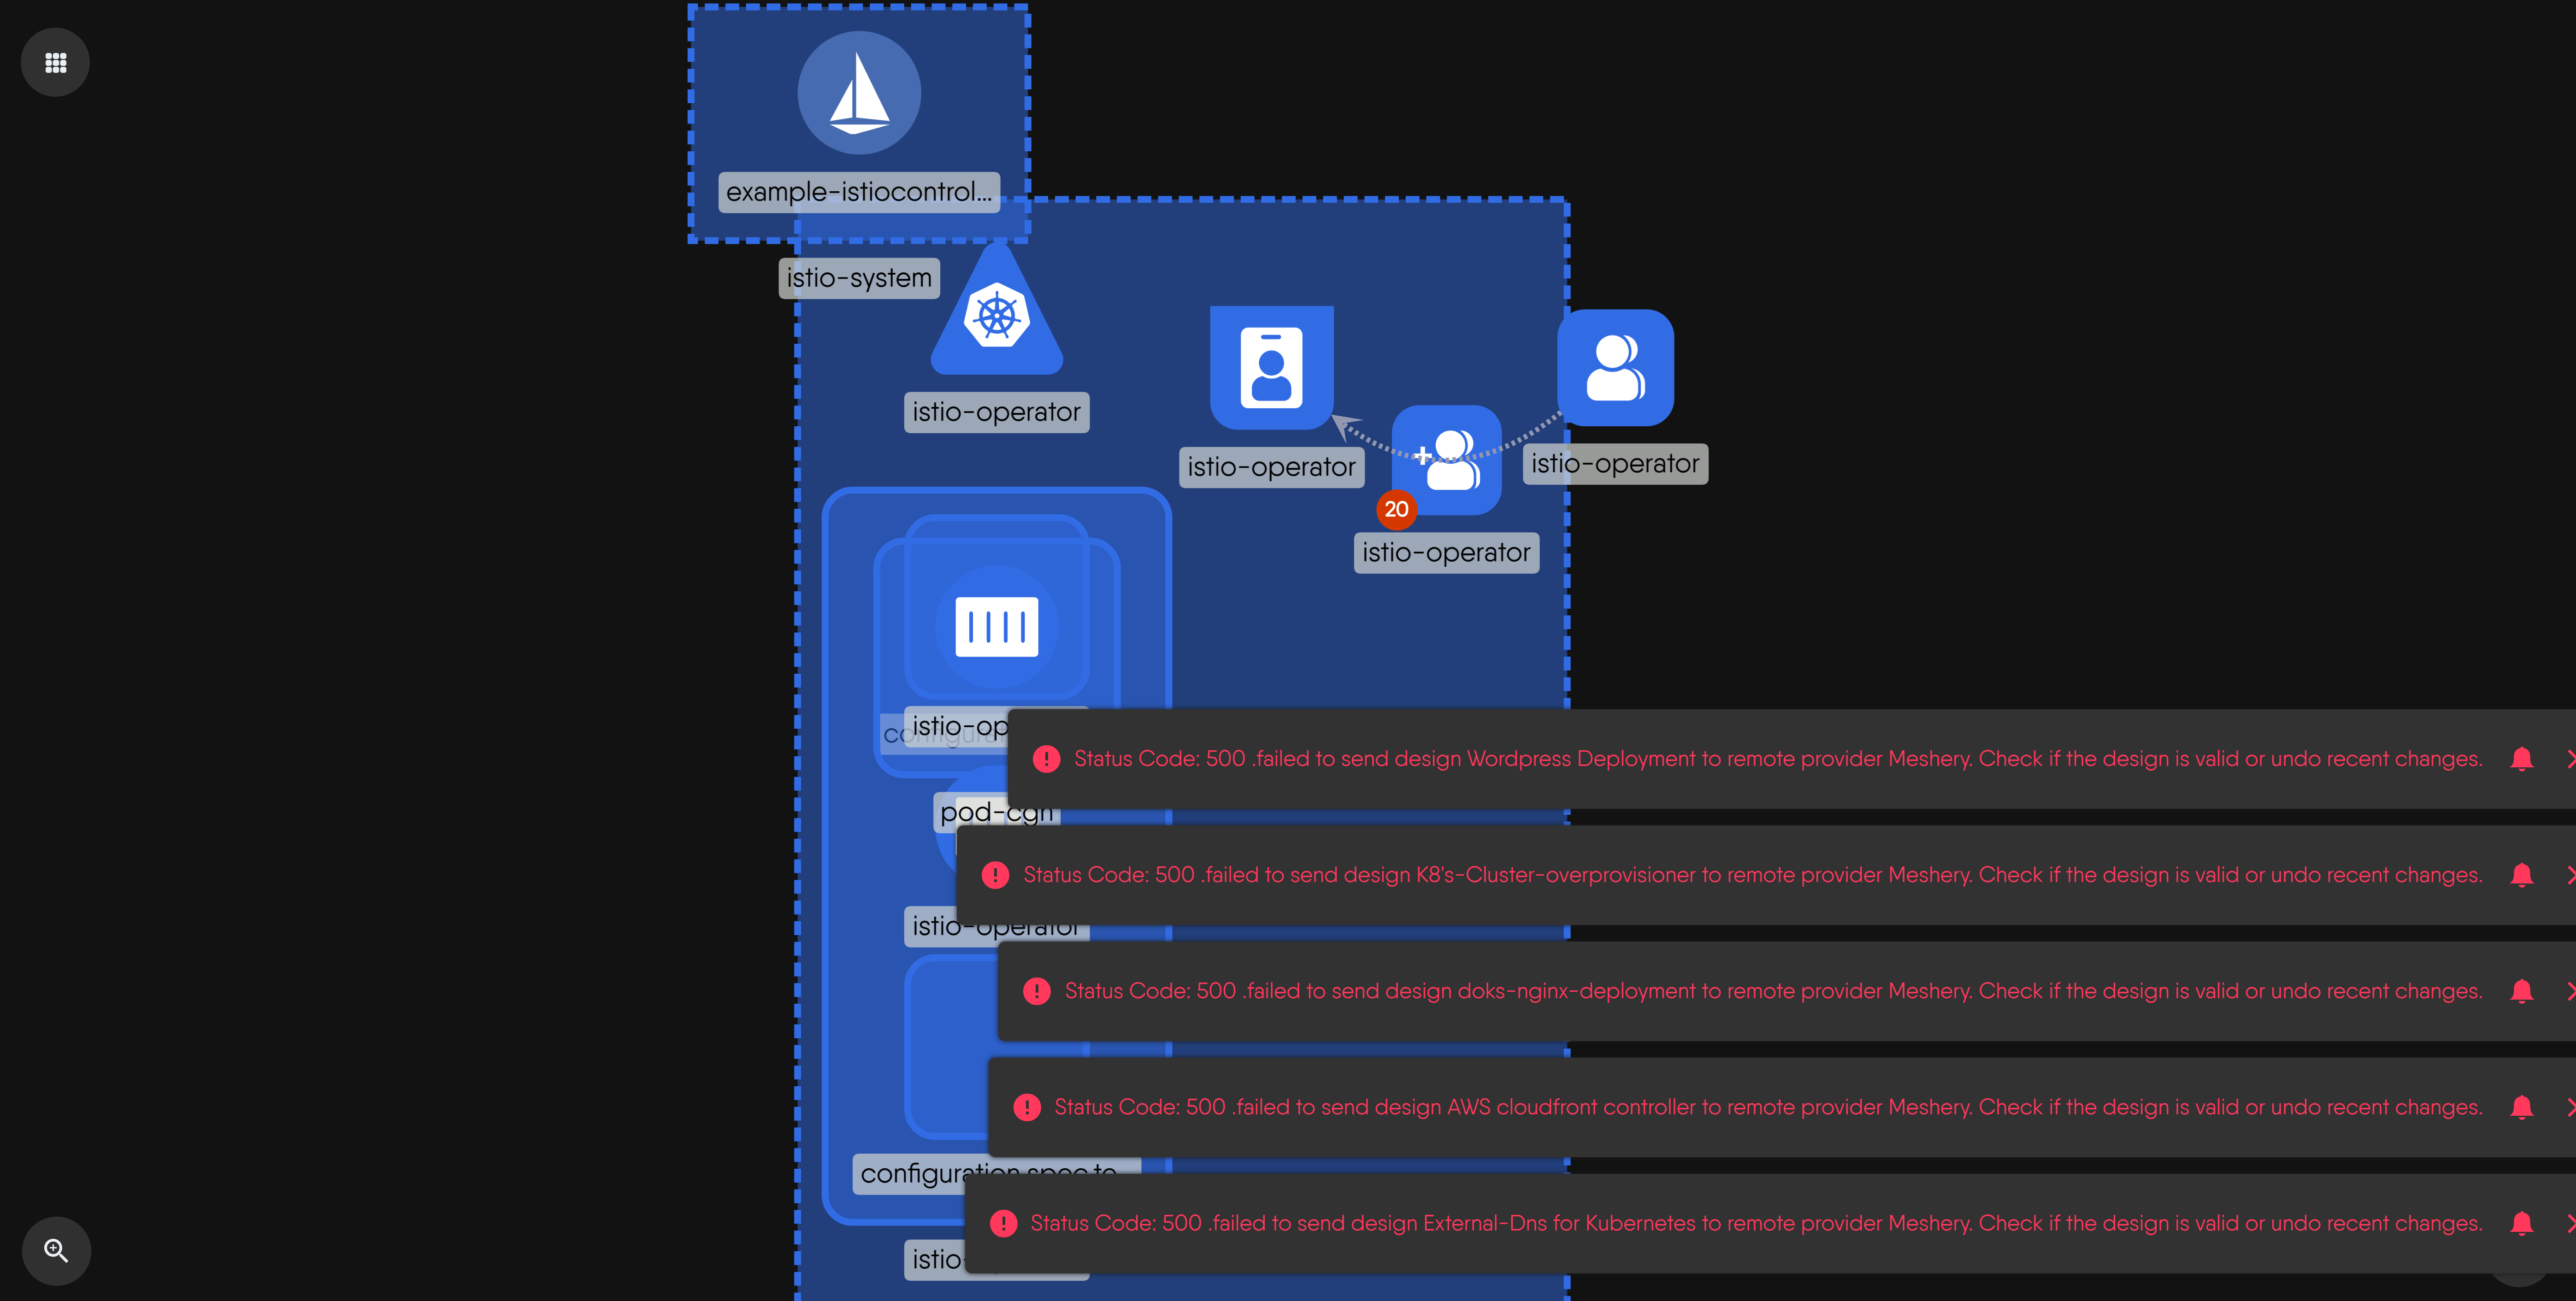 example-istiocontrol...
istio-system
istio-operator
istio-operator
istio-operator
20
istio-operator
istio-op
pod-cgn
istio-operator
configuration spec to
istio
Status Code: 500 .failed to send design Wordpress Deployment to remote provider Meshery. Check if the design is valid or undo recent changes.
Status Code: 500 .failed to send design K8's-Cluster-overprovisioner to remote provider Meshery. Check if the design is valid or undo recent changes.
Status Code: 500 .failed to send design doks-nginx-deployment to remote provider Meshery. Check if the design is valid or undo recent changes.
Status Code: 500 .failed to send design AWS cloudfront controller to remote provider Meshery. Check if the design is valid or undo recent changes.
Status Code: 500 .failed to send design External-Dns for Kubernetes to remote provider Meshery. Check if the design is valid or undo recent changes.